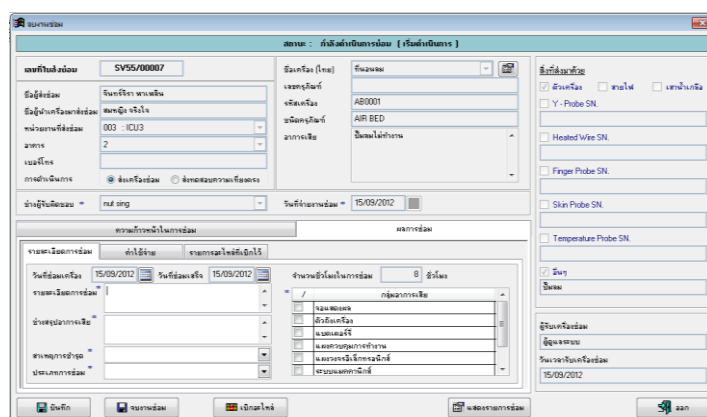 จบงานซ่อม
สถานะ : กำลังดำเนินการซ่อม ( เริ่มดำเนินการ )
เลขที่ใบส่งซ่อม SV55/00007
ชื่อผู้ส่งซ่อม จันทร์จิรา พาเพลิน
ชื่อผู้นำเครื่องมาส่งซ่อม สมหญิง จริงใจ
หน่วยงานที่ส่งซ่อม 003 : ICU3
อาคาร 2
เบอร์โทร
การดำเนินการ ส่งเครื่องซ่อม ส่งทดสอบความเที่ยงตรง
ชื่อเครื่อง (ไทย) ที่นอนลม
เลขครุภัณฑ์
รหัสเครื่อง AB0001
ชนิดครุภัณฑ์ AIR BED
อาการเสีย ปั๊มลมไม่ทำงาน
ช่างผู้รับผิดชอบ * nut sing
วันที่จ่ายงานซ่อม * 15/09/2012
สิ่งที่ส่งมาด้วย
ตัวเครื่อง สายไฟ เสาน้ำเกลือ
Y - Probe SN.
Heated Wire SN.
Finger Probe SN.
Skin Probe SN.
Temperature Probe SN.
อื่นๆ
ปั๊มลม
ผู้รับเครื่องซ่อม
ผู้ดูแลระบบ
วันเวลารับเครื่องซ่อม
15/09/2012
ความก้าวหน้าในการซ่อม ผลการซ่อม
รายละเอียดการซ่อม ค่าใช้จ่าย รายการอะไหล่ที่เบิกไว้
วันที่ซ่อมเครื่อง 15/09/2012 วันที่ซ่อมเสร็จ 15/09/2012
รายละเอียดการซ่อม *
ช่างสรุปอาการเสีย *
สาเหตุการชำรุด *
ประเภทการซ่อม *
จำนวนชั่วโมงในการซ่อม 8 ชั่วโมง
* / กลุ่มอาการเสีย
จอแสดงผล
ตัวถังเครื่อง
แบตเตอร์รี่
แผงควบคุมการทำงาน
แผงวงจรอิเล็กทรอนิกส์
ระบบแมคคานิกส์
บันทึก จบงานซ่อม เบิกอะไหล่ แสดงรายการซ่อม ออก